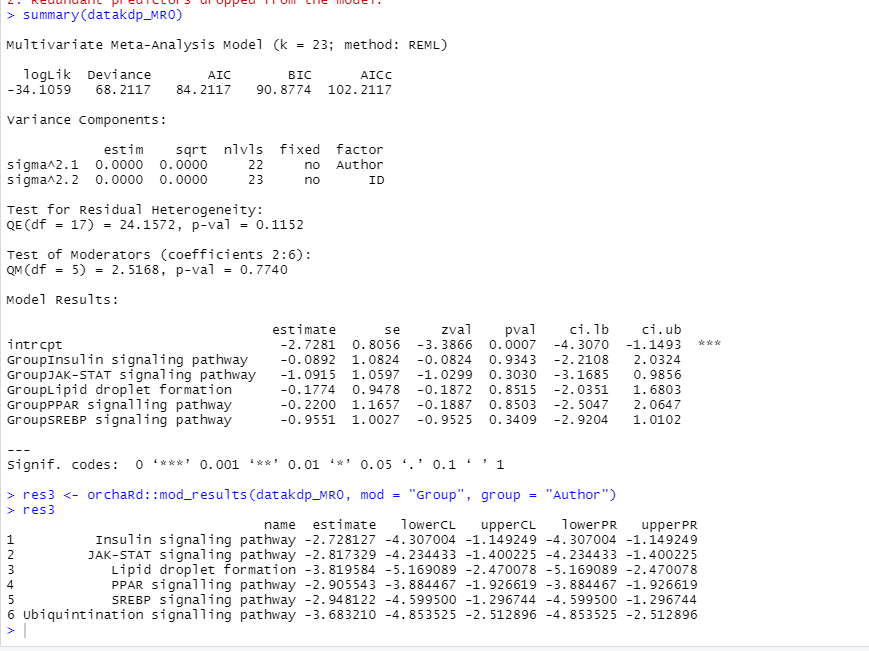 2: Redundant predictors dropped from the model.
> summary(datakdp_MR0)
Multivariate Meta-Analysis Model (k = 23; method: REML)
logLik Deviance AIC BIC AICc
-34.1059 68.2117 84.2117 90.8774 102.2117
Variance Components:
estim sqrt nlvls fixed factor
sigma^2.1 0.0000 0.0000 22 no Author
sigma^2.2 0.0000 0.0000 23 no ID
Test for Residual Heterogeneity:
QE(df = 17) = 24.1572, p-val = 0.1152
Test of Moderators (coefficients 2:6):
QM(df = 5) = 2.5168, p-val = 0.7740
Model Results:
estimate se zval pval ci.lb ci.ub
intrcpt -2.7281 0.8056 -3.3866 0.0007 -4.3070 -1.1493 ***
GroupInsulin signaling pathway -0.0892 1.0824 -0.0824 0.9343 -2.2108 2.0324
GroupJAK-STAT signaling pathway -1.0915 1.0597 -1.0299 0.3030 -3.1685 0.9856
GroupLipid droplet formation -0.1774 0.9478 -0.1872 0.8515 -2.0351 1.6803
GroupPPAR signalling pathway -0.2200 1.1657 -0.1887 0.8503 -2.5047 2.0647
GroupSREBP signaling pathway -0.9551 1.0027 -0.9525 0.3409 -2.9204 1.0102
---
Signif. codes: 0 ‘***’ 0.001 ‘**’ 0.01 ‘*’ 0.05 ‘.’ 0.1 ‘ ’ 1
> res3 <- orchaRd::mod_results(datakdp_MR0, mod = "Group", group = "Author")
> res3
name estimate lowerCL upperCL lowerPR upperPR
1 Insulin signaling pathway -2.728127 -4.307004 -1.149249 -4.307004 -1.149249
2 JAK-STAT signaling pathway -2.817329 -4.234433 -1.400225 -4.234433 -1.400225
3 Lipid droplet formation -3.819584 -5.169089 -2.470078 -5.169089 -2.470078
4 PPAR signalling pathway -2.905543 -3.884467 -1.926619 -3.884467 -1.926619
5 SREBP signaling pathway -2.948122 -4.599500 -1.296744 -4.599500 -1.296744
6 Ubiquintination signalling pathway -3.683210 -4.853525 -2.512896 -4.853525 -2.512896
>